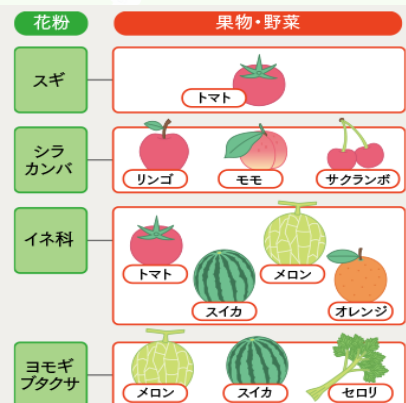 花粉
果物・野菜
スギ
トマト
シラ
カンバ
リンゴ
モモ
サクランボ
イネ科
トマト
メロン
スイカ
オレンジ
ヨモギ
ブタクサ
メロン
スイカ
セロリ